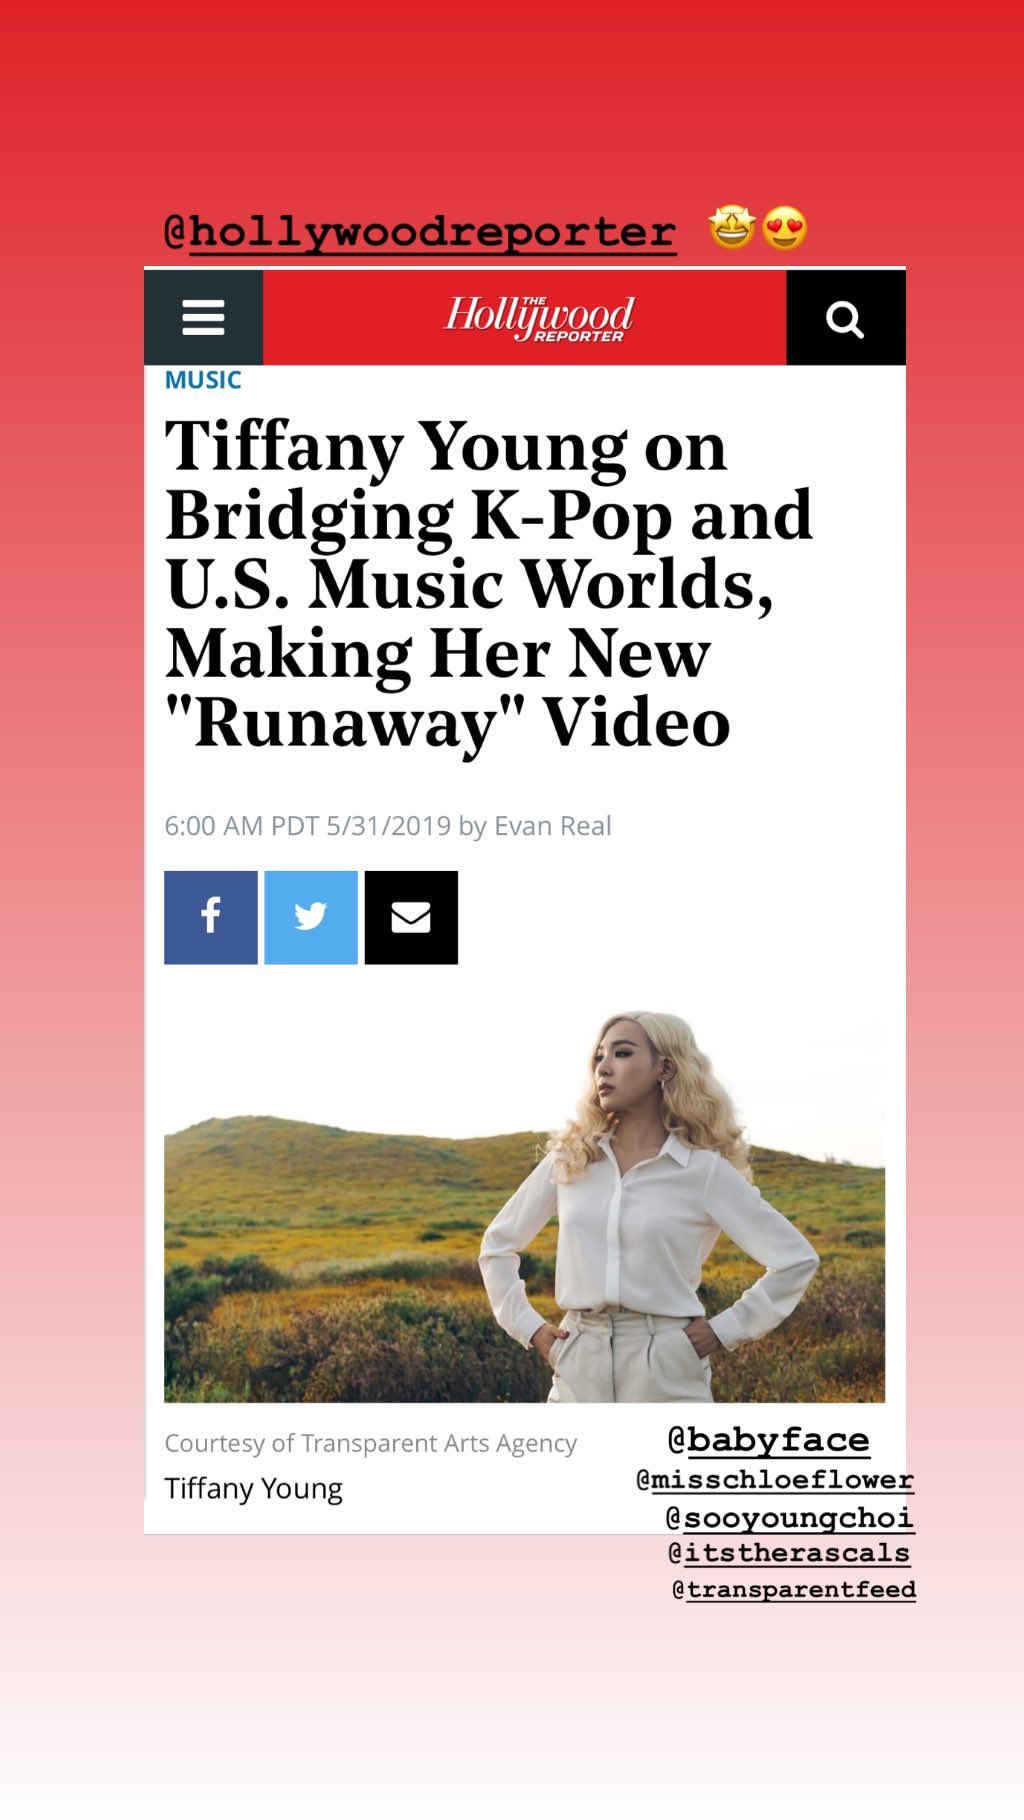 @hollywoodreporter 🤩😍
THE
Hollywood
REPORTER
MUSIC
Tiffany Young on
Bridging K-Pop and
U.S. Music Worlds,
Making Her New
"Runaway" Video
6:00 AM PDT 5/31/2019 by Evan Real
Courtesy of Transparent Arts Agency
Tiffany Young
@babyface
@misschloeflower
@sooyoungchoi
@itstherascals
@transparentfeed